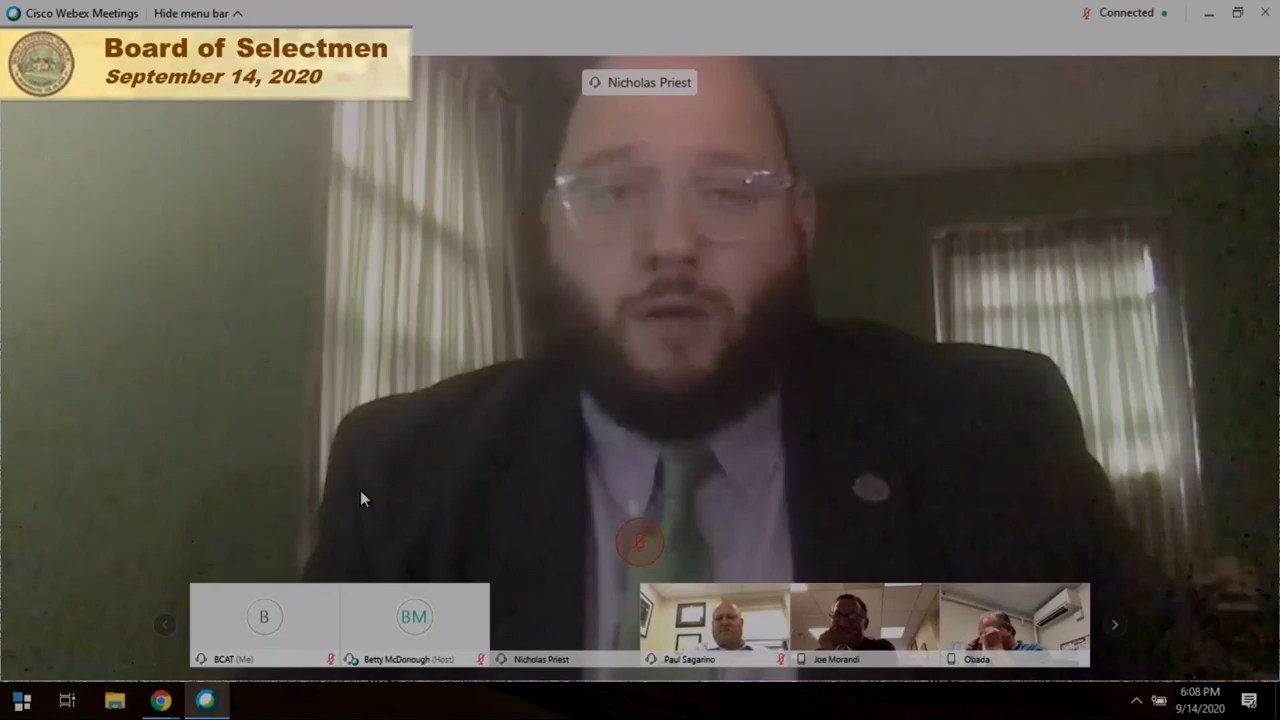 Cisco Webex Meetings
Hide menu bar
Connected
Board of Selectmen
September 14, 2020
Nicholas Priest
B
BM
BCAT (Me)
Betty McDonough (Host)
Nicholas Priest
Paul Sagarino
Joe Morandi
Obada
6:08 PM
9/14/2020